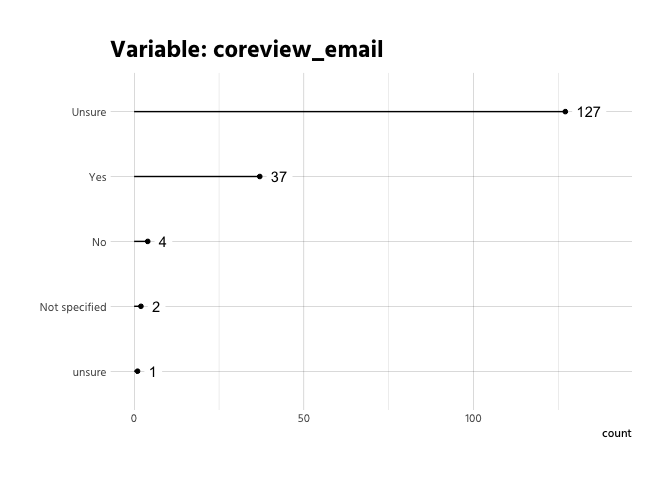 Variable: coreview_email
Unsure
127
Yes
37
No
4
Not specified
2
unsure
1
0
50
100
count